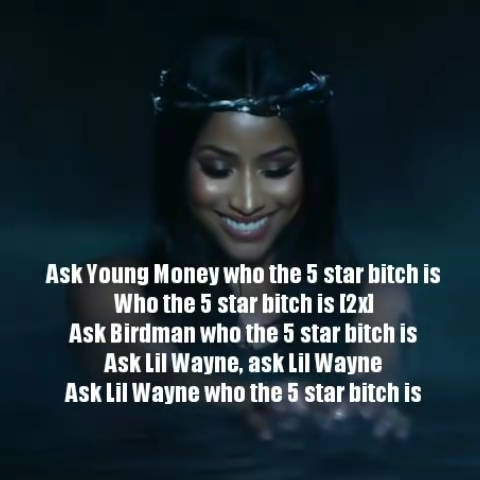 Ask Young Money who the 5 star bitch is
Who the 5 star bitch is [2x]
Ask Birdman who the 5 star bitch is
Ask Lil Wayne, ask Lil Wayne
Ask Lil Wayne who the 5 star bitch is